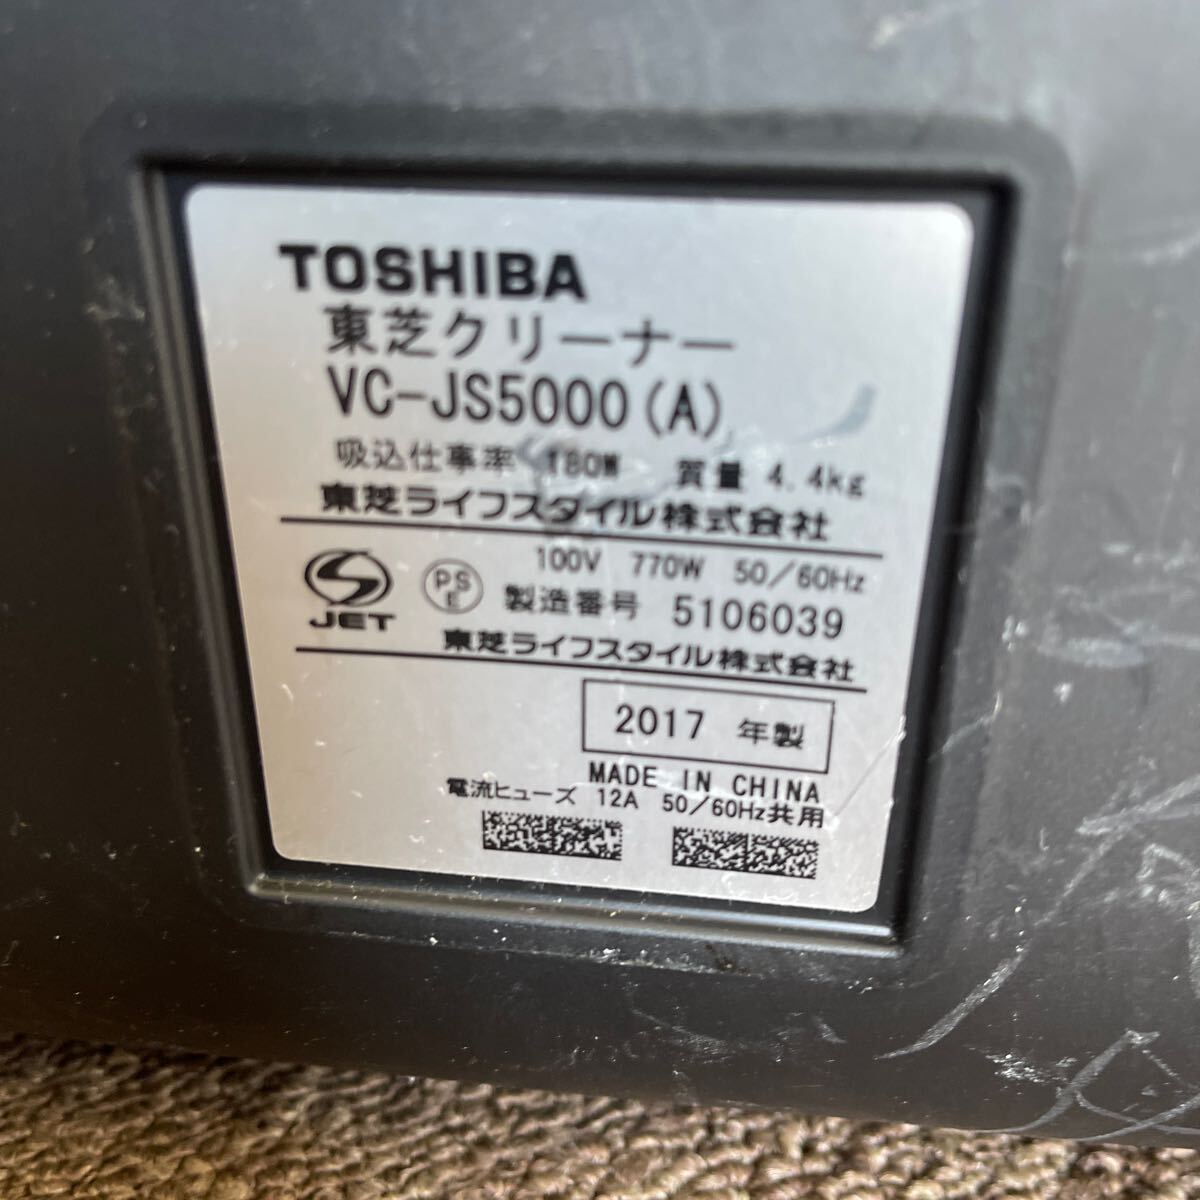 TOSHIBA
東芝クリーナー
VC-JS5000(A)
吸込仕事率 180W 質量 4.4kg
東芝ライフスタイル株式会社
100V 770W 50/60Hz
JET PSE 製造番号 5106039
東芝ライフスタイル株式会社
2017 年製
MADE IN CHINA
電流ヒューズ 12A 50/60Hz共用